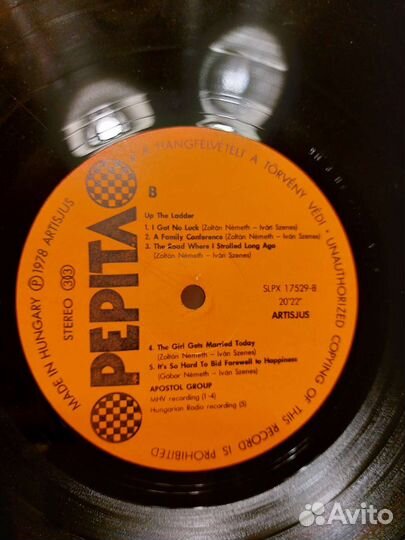 PEPITA
B
Up The Ladder
1. I Got No Luck (Zoltán Németh – Iván Szenes)
2. A Family Conference (Zoltán Németh – Iván Szenes)
3. The Soad Where I Strolled Long Ago
(Zoltán Németh – Iván Szenes)
SLPX 17529-B
20'22"
ARTISJUS
4. The Girl Gets Married Today
(Zoltán Németh – Iván Szenes)
5. It's So Hard To Bid Farewell to Happiness
(Gábor Németh – Iván Szenes)
APOSTOL GROUP
MHV recording (1-4)
Hungarian Radio recording (5)
STEREO 33
MADE IN HUNGARY Ⓟ 1978 ARTISJUS
A HANGFELVÉTELT A TÖRVÉNY VÉDI · UNAUTHORIZED COPYING OF THIS RECORD IS PROHIBITED
Avito